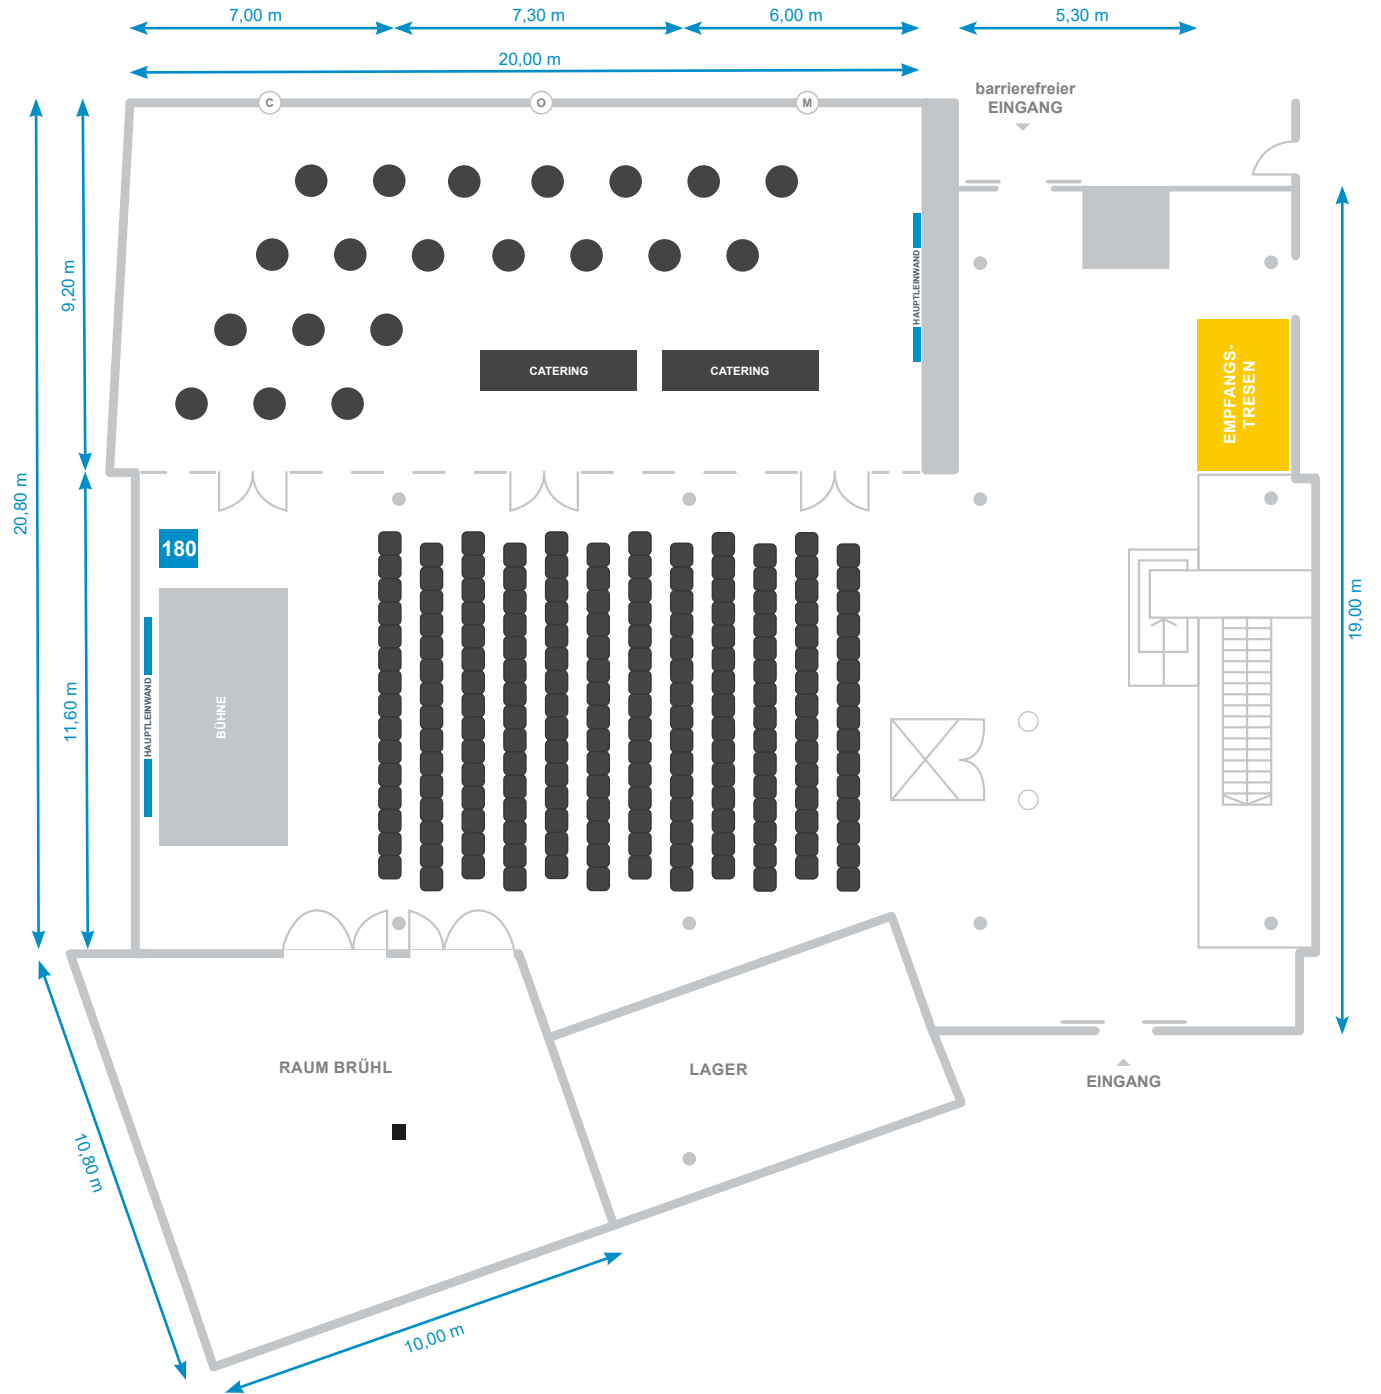 7,00 m
7,30 m
6,00 m
5,30 m
20,00 m
barrierefreier
EINGANG
C
O
M
9,20 m
HAUPTLEINWAND
CATERING
CATERING
EMPFANGS-
TRESEN
20,80 m
180
11,60 m
HAUPTLEINWAND
BÜHNE
19,00 m
RAUM BRÜHL
LAGER
EINGANG
10,80 m
10,00 m